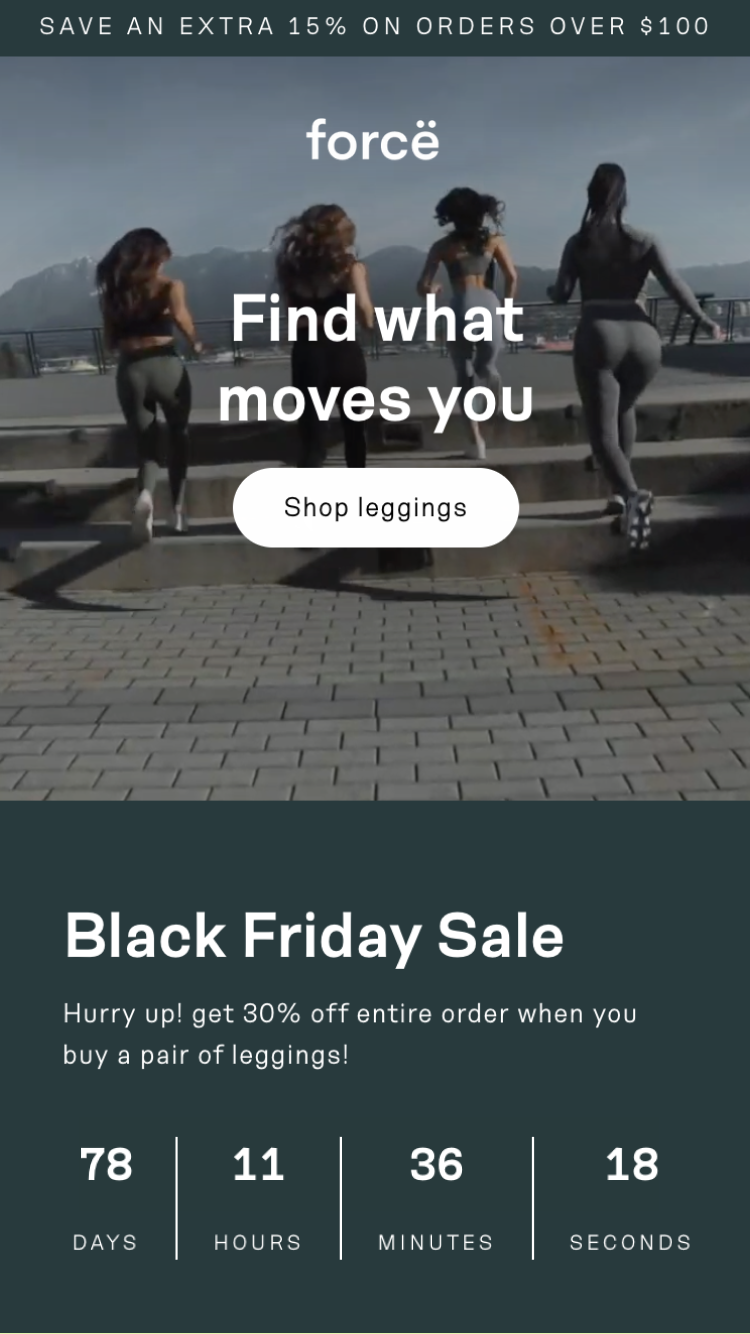 SAVE AN EXTRA 15% ON ORDERS OVER $100
forcë
Find what
moves you
Shop leggings
Black Friday Sale
Hurry up! get 30% off entire order when you
buy a pair of leggings!
78 11 36 18
DAYS HOURS MINUTES SECONDS